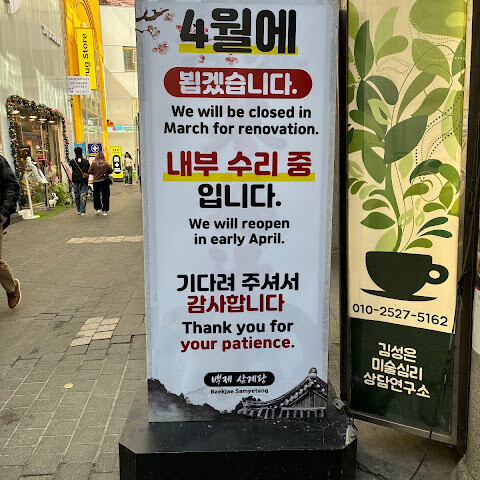 4월에
뵙겠습니다.
We will be closed in
March for renovation.
내부 수리 중
입니다.
We will reopen
in early April.
기다려 주셔서
감사합니다
Thank you for
your patience.
백제 삼계탕
Baekjae.Samyetang
010-2527-5162
김성은
미술심리
상담연구소
rug Store